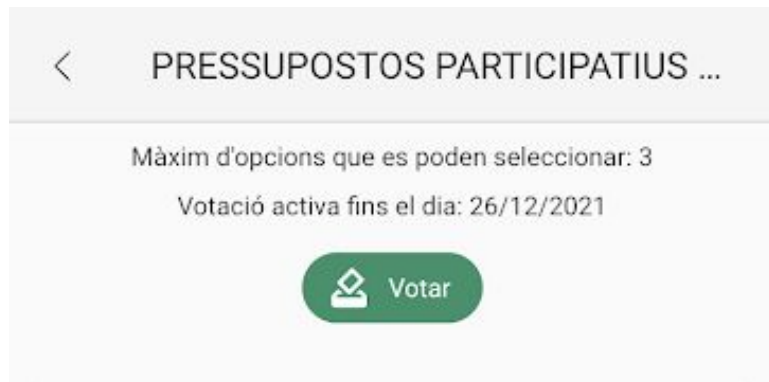 PRESSUPOSTOS PARTICIPATIUS ...
Màxim d'opcions que es poden seleccionar: 3
Votació activa fins el dia: 26/12/2021
Votar